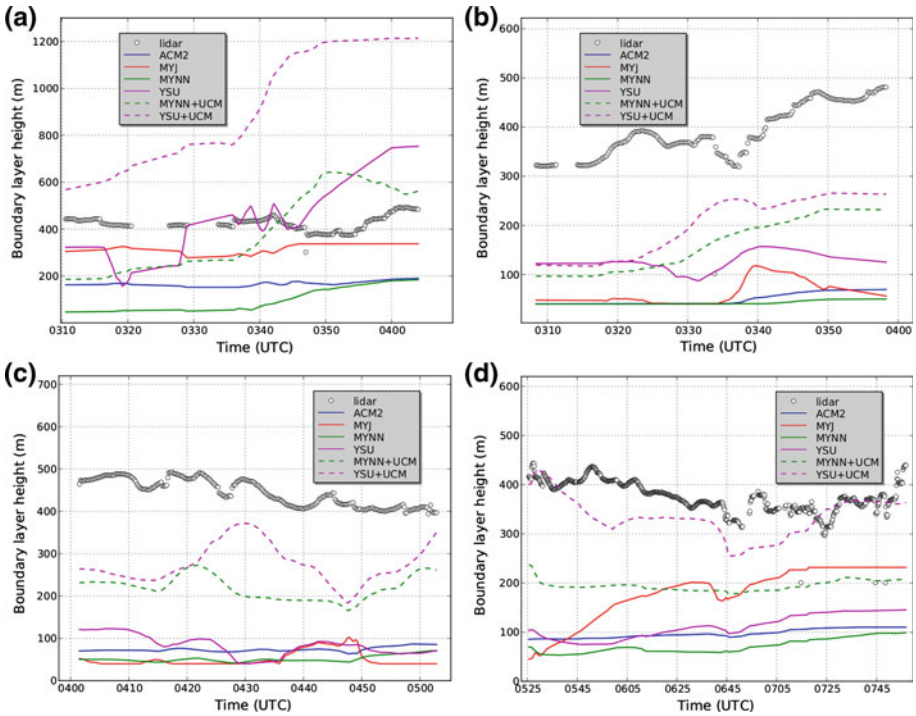 (a)
Boundary layer height (m)
1200
1000
800
600
400
200
lidar
ACM2
MYJ
MYNN
YSU
MYNN+UCM
YSU+UCM
0310 0320 0330 0340 0350 0400
Time (UTC)
(b)
Boundary layer height (m)
600
500
400
300
200
100
lidar
ACM2
MYJ
MYNN
YSU
MYNN+UCM
YSU+UCM
0310 0320 0330 0340 0350 0400
Time (UTC)
(c)
Boundary layer height (m)
700
600
500
400
300
200
100
0
lidar
ACM2
MYJ
MYNN
YSU
MYNN+UCM
YSU+UCM
0400 0410 0420 0430 0440 0450 0500
Time (UTC)
(d)
Boundary layer height (m)
600
500
400
300
200
100
0
lidar
ACM2
MYJ
MYNN
YSU
MYNN+UCM
YSU+UCM
0525 0545 0605 0625 0645 0705 0725 0745
Time (UTC)